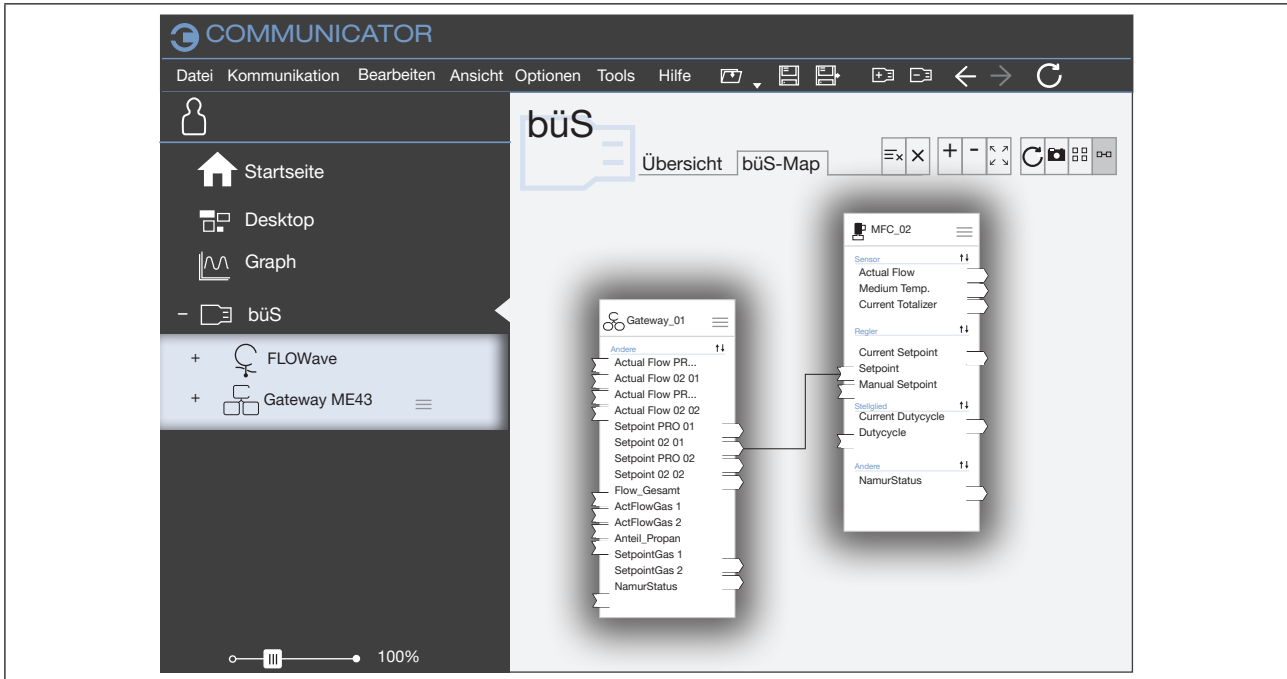 COMMUNICATOR
Datei Kommunikation Bearbeiten Ansicht Optionen Tools Hilfe
büS
Übersicht büS-Map
Startseite
Desktop
Graph
büS
FLOWave
Gateway ME43
100%
Gateway_01
Andere
Actual Flow PR...
Actual Flow 02 01
Actual Flow PR...
Actual Flow 02 02
Setpoint PRO 01
Setpoint 02 01
Setpoint PRO 02
Setpoint 02 02
Flow_Gesamt
ActFlowGas 1
ActFlowGas 2
Anteil_Propan
SetpointGas 1
SetpointGas 2
NamurStatus
MFC_02
Sensor
Actual Flow
Medium Temp.
Current Totalizer
Regler
Current Setpoint
Setpoint
Manual Setpoint
Stellglied
Current Dutycycle
Dutycycle
Andere
NamurStatus